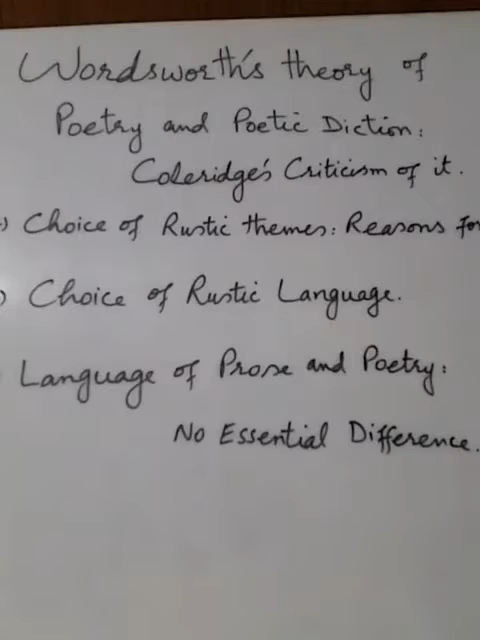 Wordsworth's theory of
Poetry and Poetic Diction:
Coleridge's Criticism of it.
) Choice of Rustic themes: Reasons for
) Choice of Rustic Language.
Language of Prose and Poetry:
No Essential Difference.